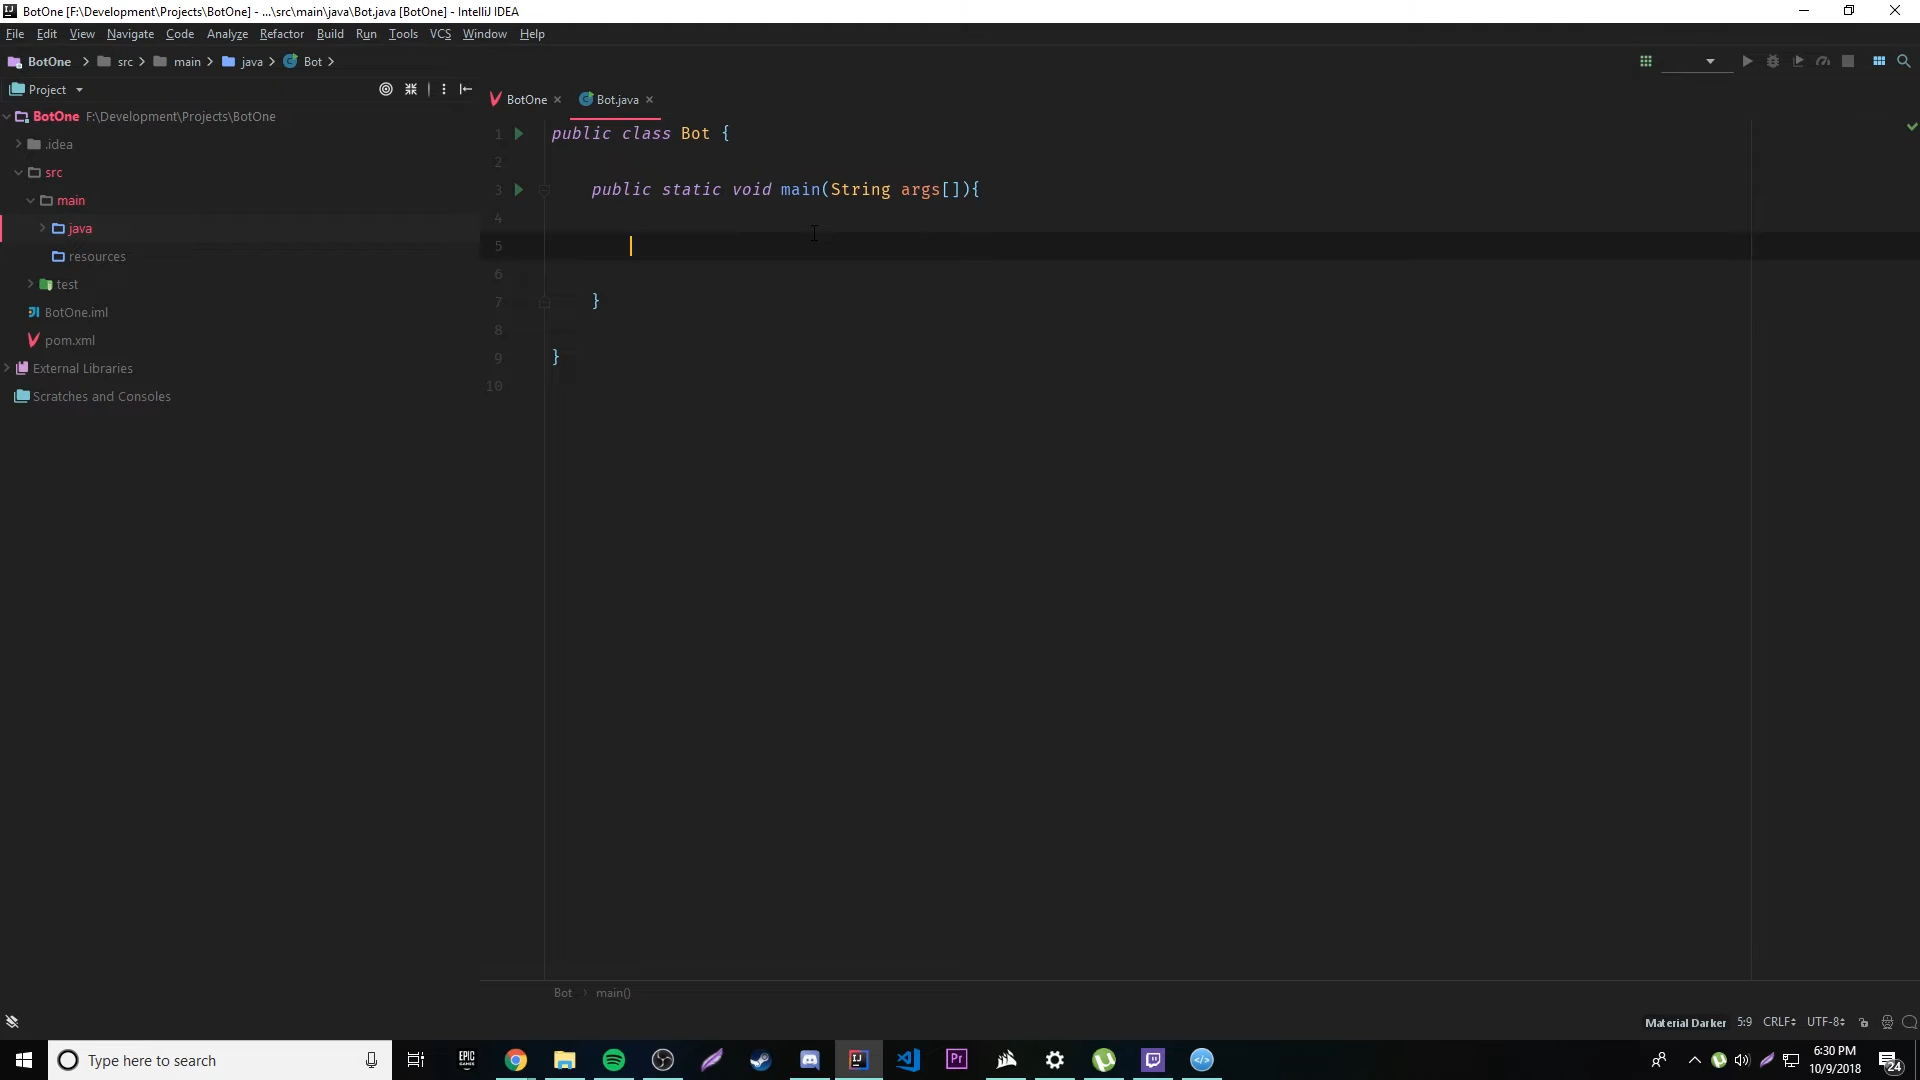 BotOne [F:\Development\Projects\BotOne] - ...\src\main\java\Bot.java [BotOne] - IntelliJ IDEA
File Edit View Navigate Code Analyze Refactor Build Run Tools VCS Window Help
BotOne src main java Bot
Project
BotOne Bot.java
BotOne F:\Development\Projects\BotOne
.idea
src
main
java
resources
test
BotOne.iml
pom.xml
External Libraries
Scratches and Consoles
1 public class Bot {
2
3 public static void main(String args[]){
4
5
6
7 }
8
9 }
10
Bot main()
Material Darker 5:9 CRLF UTF-8
Type here to search
EPIC GAMES
IJ
Pr
6:30 PM
10/9/2018
24